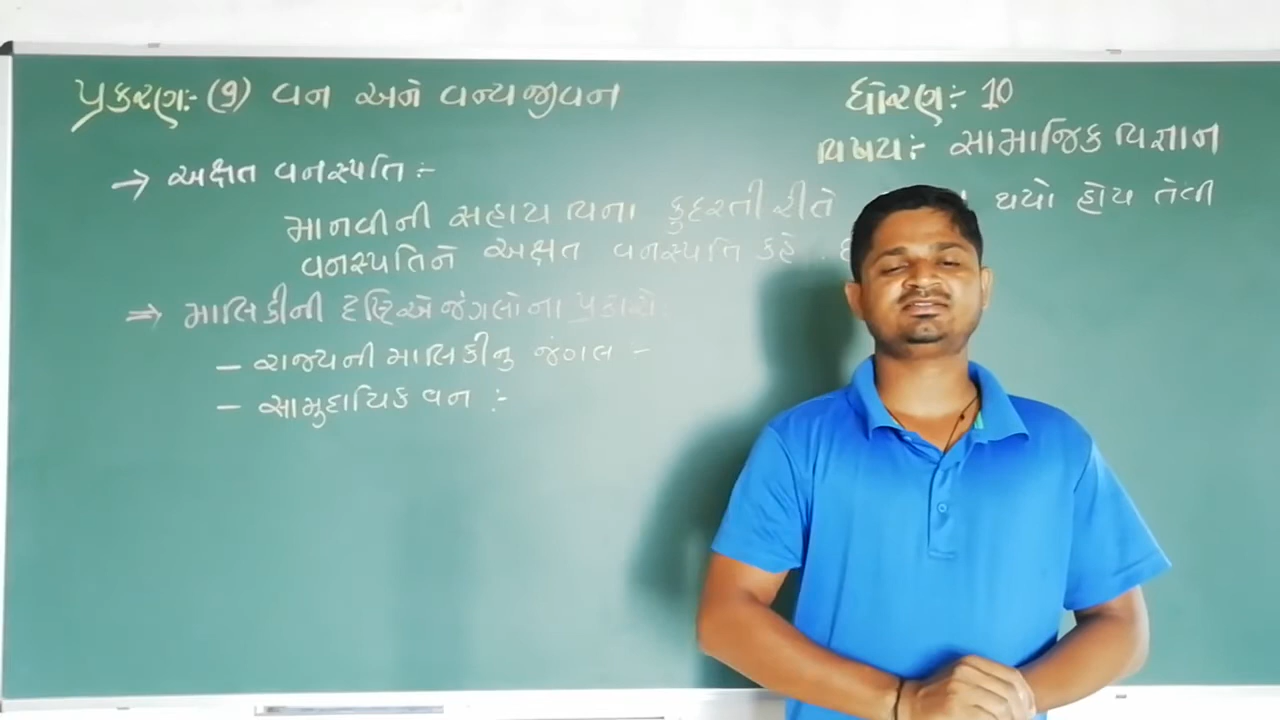 પ્રકરણ:- (9) વન અને વન્યજીવન
ધોરણ:- 10
વિષય:- સામાજિક વિજ્ઞાન
→ અક્ષત વનસ્પતિ :-
માનવીની સહાય વિના કુદરતી રીતે થયો હોય તેવી
વનસ્પતિને અક્ષત વનસ્પતિ કહે
⇒ માલિકીની દ્રષ્ટિએ જંગલોના પ્રકારો
– રાજ્યની માલિકીનુ જંગલ –
– સામુદાયિક વન :-